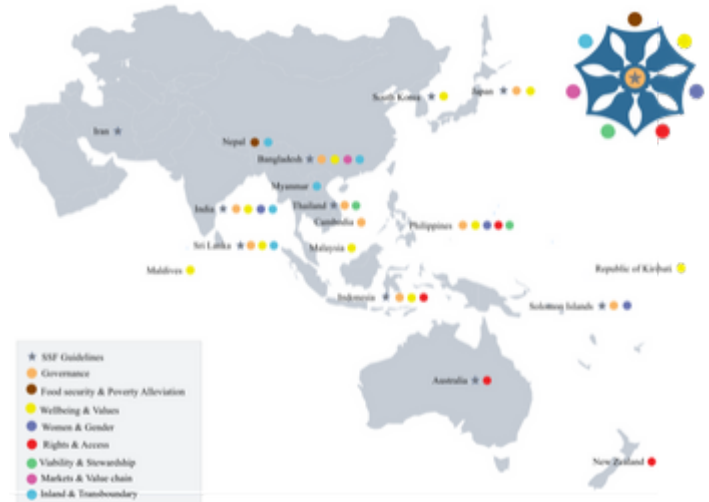 South Korea
Japan
Iran
Nepal
Bangladesh
Myanmar
India
Thailand
Cambodia
Philippines
Sri Lanka
Malaysia
Maldives
Republic of Kiribati
Indonesia
Solomon Islands
Australia
New Zealand
SSF Guidelines
Governance
Food security & Poverty Alleviation
Wellbeing & Values
Women & Gender
Rights & Access
Viability & Stewardship
Markets & Value chain
Inland & Transboundary